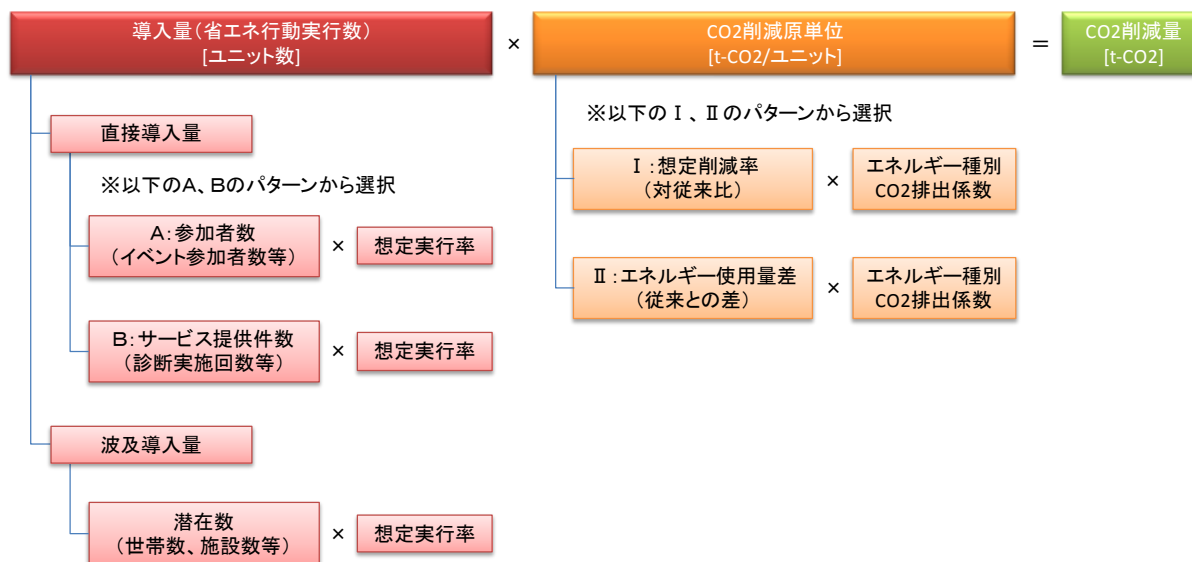 導入量（省エネ行動実行数）
[ユニット数]
×
CO2削減原単位
[t-CO2/ユニット]
＝
CO2削減量
[t-CO2]
直接導入量
※以下のA、Bのパターンから選択
A：参加者数
（イベント参加者数等）
×
想定実行率
B：サービス提供件数
（診断実施回数等）
×
想定実行率
波及導入量
潜在数
（世帯数、施設数等）
×
想定実行率
※以下のⅠ、Ⅱのパターンから選択
Ⅰ：想定削減率
（対従来比）
×
エネルギー種別
CO2排出係数
Ⅱ：エネルギー使用量差
（従来との差）
×
エネルギー種別
CO2排出係数